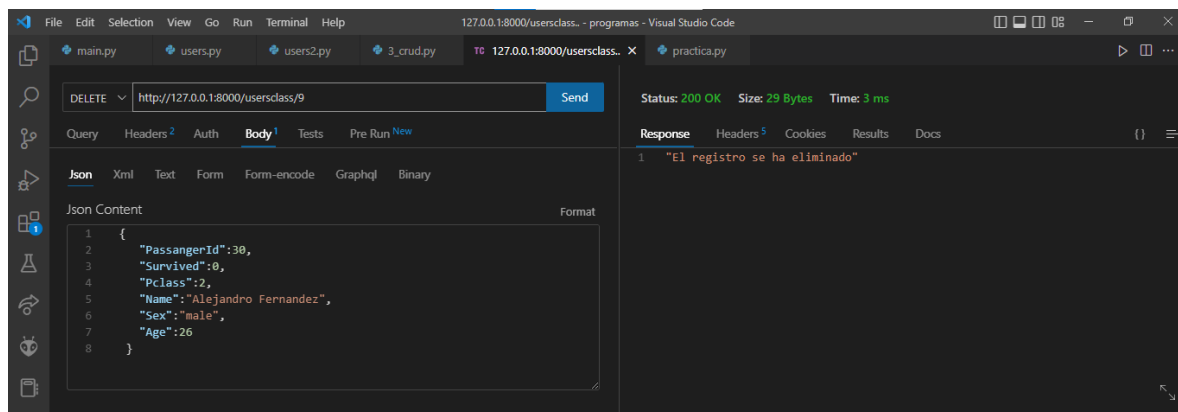 File Edit Selection View Go Run Terminal Help 127.0.0.1:8000/usersclass.. - programas - Visual Studio Code
main.py users.py users2.py 3_crud.py TC 127.0.0.1:8000/usersclass.. practica.py
DELETE http://127.0.0.1:8000/usersclass/9 Send
Status: 200 OK Size: 29 Bytes Time: 3 ms
Query Headers 2 Auth Body 1 Tests Pre Run New
Response Headers 5 Cookies Results Docs {}
1 "El registro se ha eliminado"
Json Xml Text Form Form-encode Graphql Binary
Json Content Format
1 {
2 "PassangerId":30,
3 "Survived":0,
4 "Pclass":2,
5 "Name":"Alejandro Fernandez",
6 "Sex":"male",
7 "Age":26
8 }
1